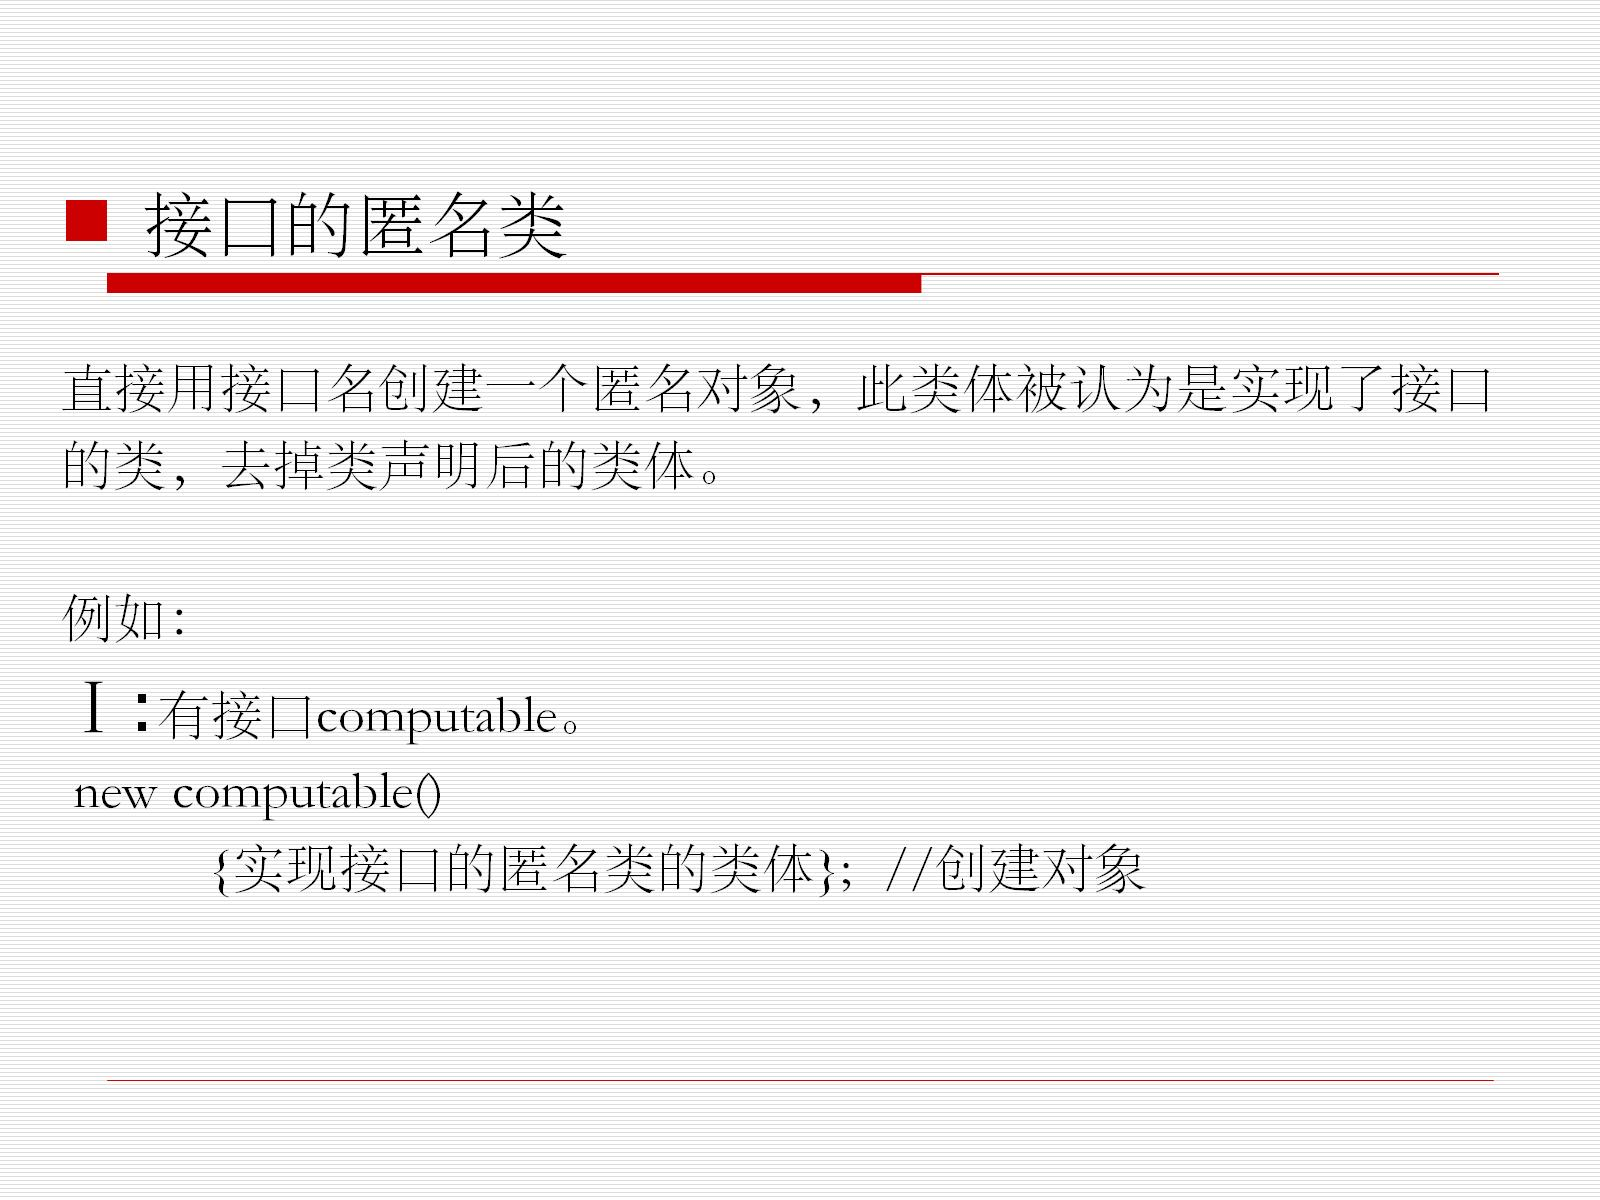 接口的匿名类
直接用接口名创建一个匿名对象，此类体被认为是实现了接口
的类，去掉类声明后的类体。
例如：
Ⅰ：有接口computable。
new computable()
{实现接口的匿名类的类体}；//创建对象